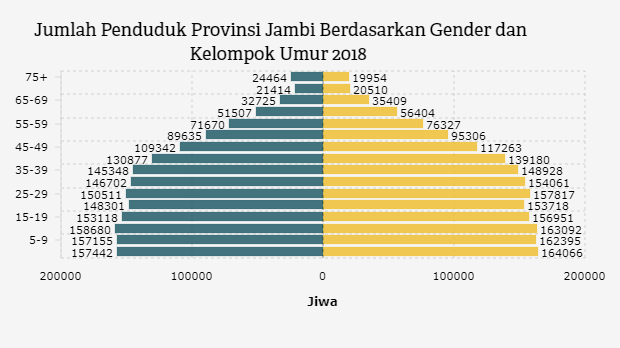 Jumlah Penduduk Provinsi Jambi Berdasarkan Gender dan
Kelompok Umur 2018
75+ 24464 19954
21414 20510
65-69 32725 35409
51507 56404
55-59 71670 76327
89635 95306
45-49 109342 117263
130877 139180
35-39 145348 148928
146702 154061
25-29 150511 157817
148301 153718
15-19 153118 156951
158680 163092
5-9 157155 162395
157442 164066
200000 100000 0 100000 200000
Jiwa